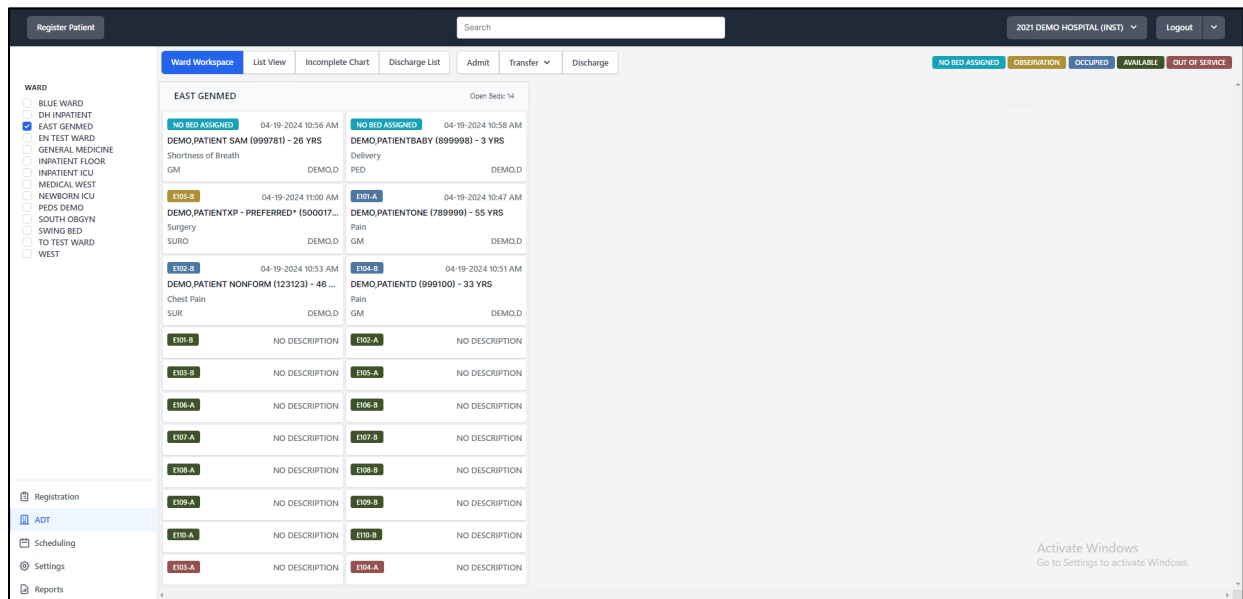 Register Patient
Search
2021 DEMO HOSPITAL (INST)
Logout
Ward Workspace List View Incomplete Chart Discharge List Admit Transfer Discharge
NO BED ASSIGNED OBSERVATION OCCUPIED AVAILABLE OUT OF SERVICE
WARD
BLUE WARD
DH INPATIENT
EAST GENMED
EN TEST WARD
GENERAL MEDICINE
INPATIENT FLOOR
INPATIENT ICU
MEDICAL WEST
NEWBORN ICU
PEDS DEMO
SOUTH OBGYN
SWING BED
TO TEST WARD
WEST
Registration
ADT
Scheduling
Settings
Reports
EAST GENMED Open Beds: 14
NO BED ASSIGNED 04-19-2024 10:56 AM
DEMO,PATIENT SAM (999781) - 26 YRS
Shortness of Breath
GM DEMO,D
NO BED ASSIGNED 04-19-2024 10:58 AM
DEMO,PATIENTBABY (899998) - 3 YRS
Delivery
PED DEMO,D
E105-B 04-19-2024 11:00 AM
DEMO,PATIENTXP - PREFERRED* (500017...
Surgery
SURO DEMO,D
E101-A 04-19-2024 10:47 AM
DEMO,PATIENTONE (789999) - 55 YRS
Pain
GM DEMO,D
E102-B 04-19-2024 10:53 AM
DEMO,PATIENT NONFORM (123123) - 46 ...
Chest Pain
SUR DEMO,D
E104-B 04-19-2024 10:51 AM
DEMO,PATIENTD (999100) - 33 YRS
Pain
GM DEMO,D
E101-B NO DESCRIPTION E102-A NO DESCRIPTION
E103-B NO DESCRIPTION E105-A NO DESCRIPTION
E106-A NO DESCRIPTION E106-B NO DESCRIPTION
E107-A NO DESCRIPTION E107-B NO DESCRIPTION
E108-A NO DESCRIPTION E108-B NO DESCRIPTION
E109-A NO DESCRIPTION E109-B NO DESCRIPTION
E110-A NO DESCRIPTION E110-B NO DESCRIPTION
E103-A NO DESCRIPTION E104-A NO DESCRIPTION
Activate Windows
Go to Settings to activate Windows.